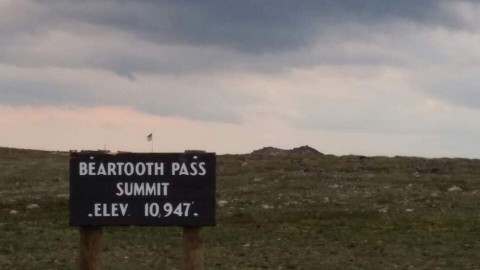 BEARTOOTH PASS
SUMMIT
ELEV. 10,947'